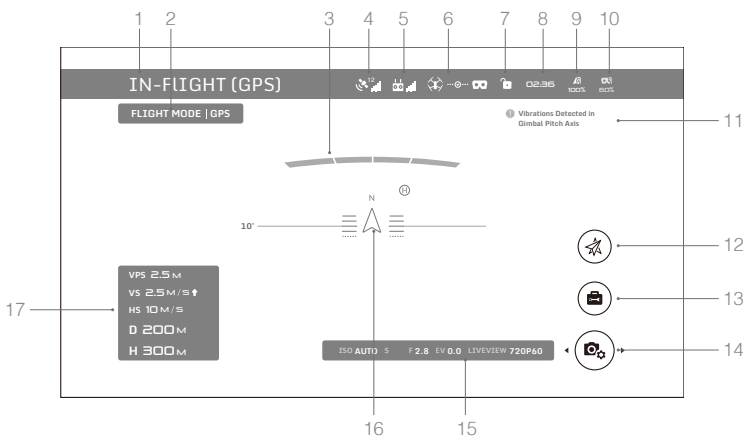 1 2 3 4 5 6 7 8 9 10
IN-FlIGHT (GPS) 12 02:36 100% 60%
FLIGHT MODE | GPS
! Vibrations Detected in
Gimbal Pitch Axis
11
N
H
10°
12
VPS 2.5 M
VS 2.5 M/S
HS 10 M/S
D 200 M
H 300 M
17
13
ISO AUTO S F 2.8 EV 0.0 LIVEVIEW 720P60
14
16 15